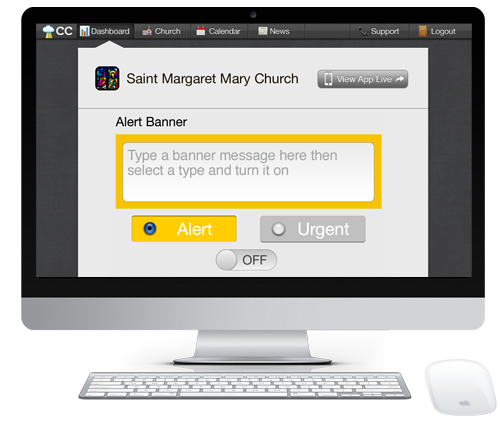 CC Dashboard Church Calendar News Support Logout
Saint Margaret Mary Church View App Live
Alert Banner
Type a banner message here then
select a type and turn it on
Alert Urgent
OFF